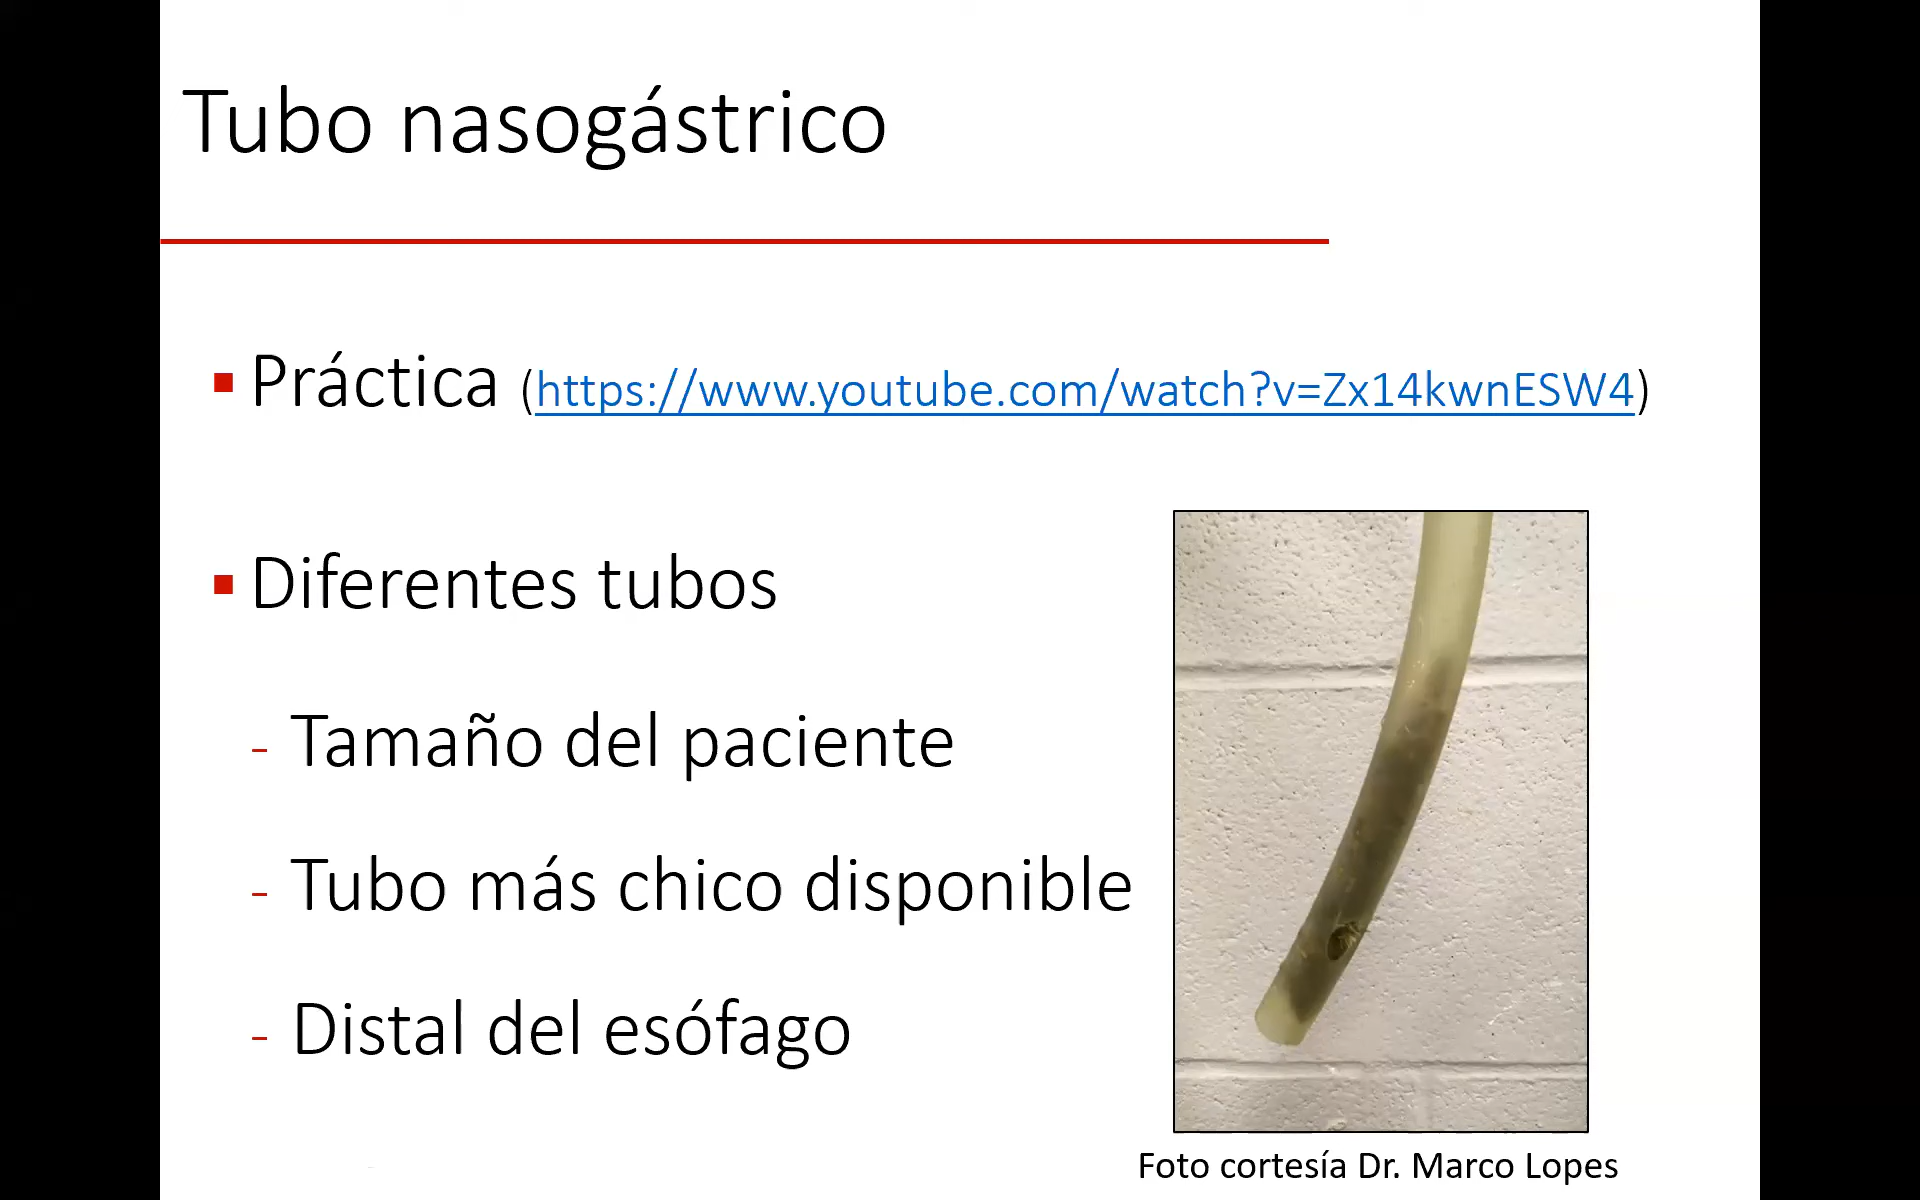 Tubo nasogástrico
▪ Práctica (https://www.youtube.com/watch?v=Zx14kwnESW4)
▪ Diferentes tubos
- Tamaño del paciente
- Tubo más chico disponible
- Distal del esófago
Foto cortesía Dr. Marco Lopes